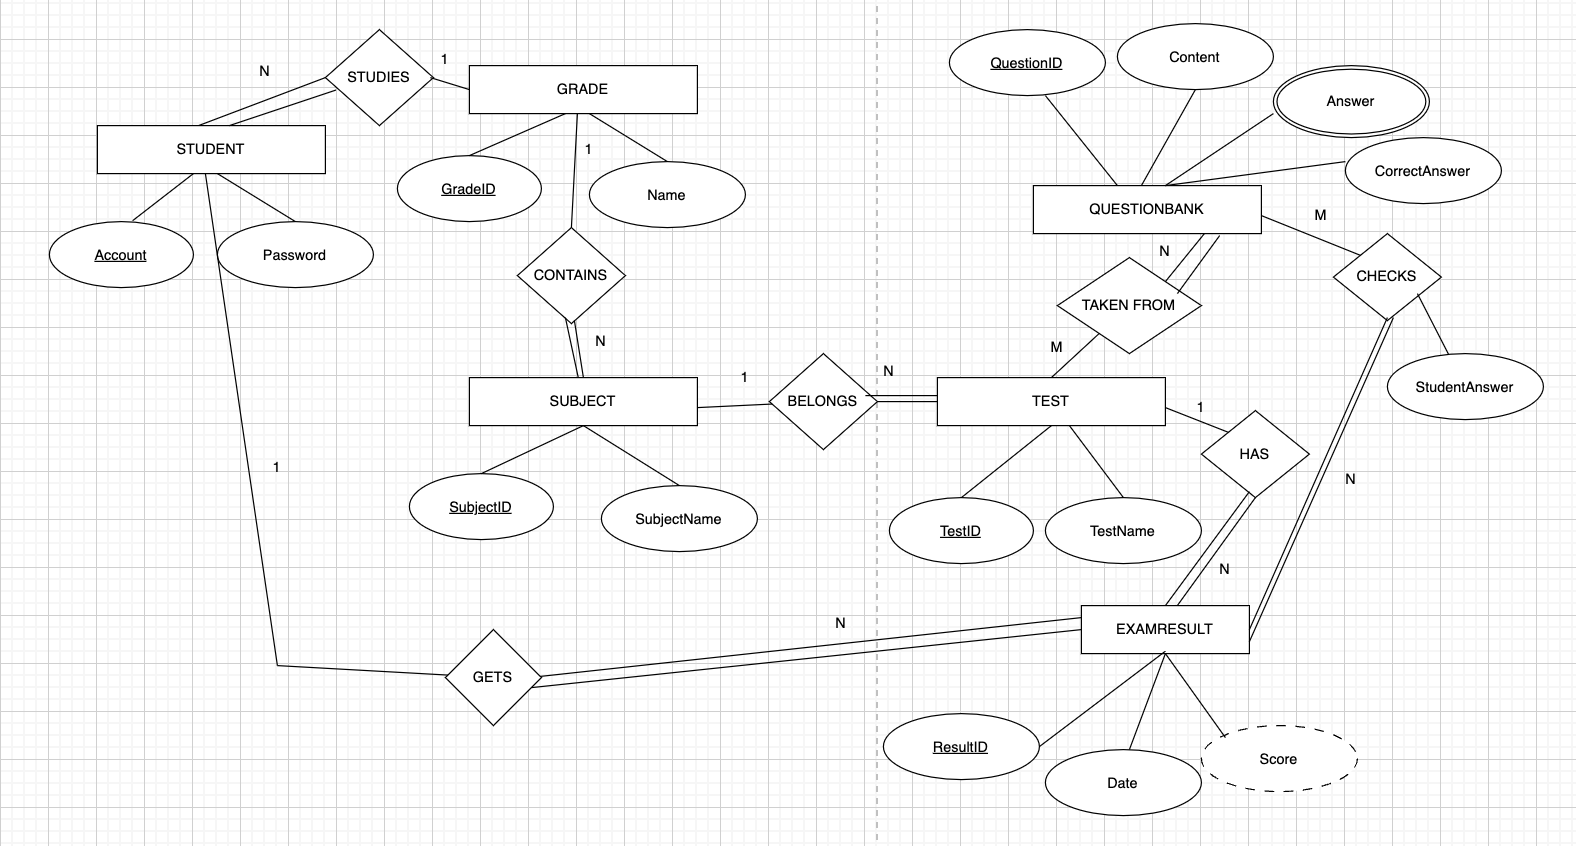 QuestionID
Content
N
STUDIES
1
GRADE
Answer
STUDENT
1
CorrectAnswer
GradeID
Name
QUESTIONBANK
M
Account
Password
CONTAINS
N
CHECKS
TAKEN FROM
N
M
StudentAnswer
SUBJECT
1
BELONGS
N
TEST
1
HAS
1
N
SubjectID
SubjectName
TestID
TestName
N
N
EXAMRESULT
GETS
ResultID
Date
Score